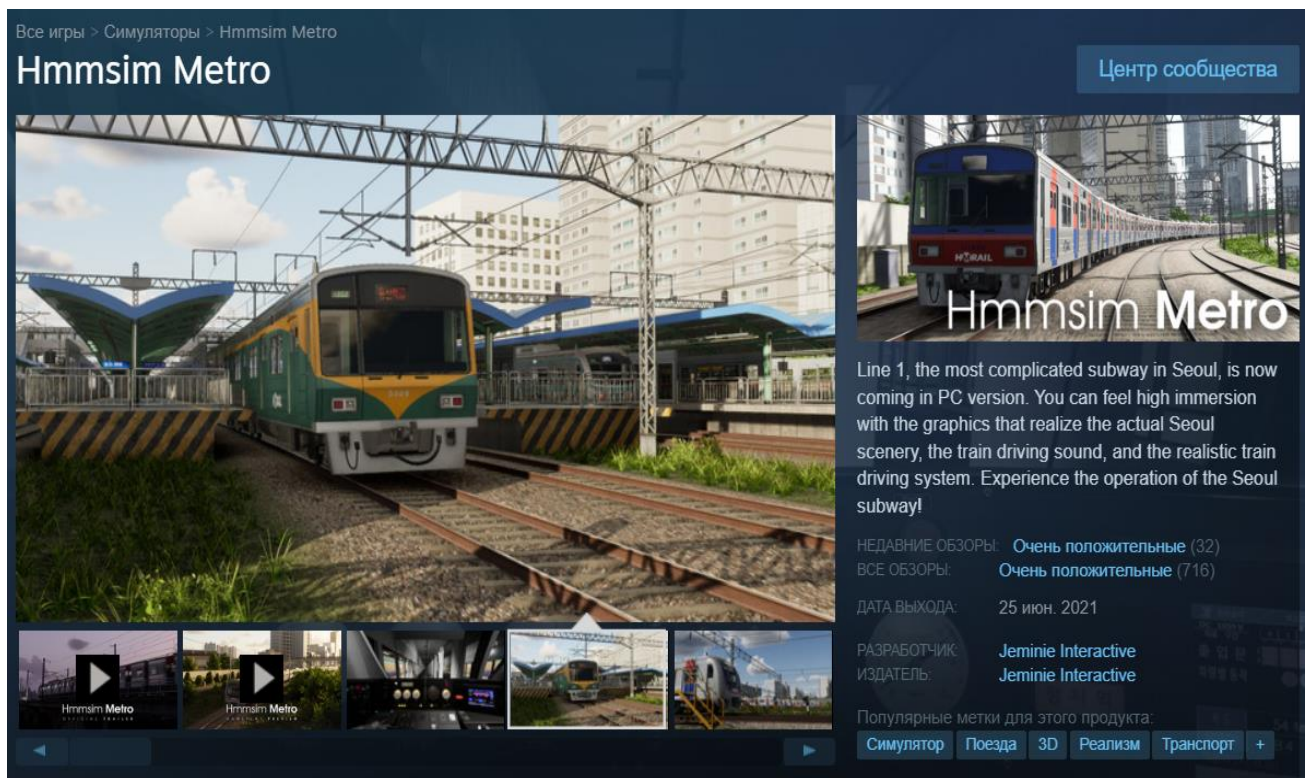 Все игры > Симуляторы > Hmmsim Metro
Hmmsim Metro
Центр сообщества
HORAIL
Hmmsim Metro
Line 1, the most complicated subway in Seoul, is now
coming in PC version. You can feel high immersion
with the graphics that realize the actual Seoul
scenery, the train driving sound, and the realistic train
driving system. Experience the operation of the Seoul
subway!
НЕДАВНИЕ ОБЗОРЫ: Очень положительные (32)
ВСЕ ОБЗОРЫ: Очень положительные (716)
ДАТА ВЫХОДА: 25 июн. 2021
РАЗРАБОТЧИК: Jeminie Interactive
ИЗДАТЕЛЬ: Jeminie Interactive
Популярные метки для этого продукта:
Симулятор Поезда 3D Реализм Транспорт +
Hmmsim Metro
Hmmsim Metro